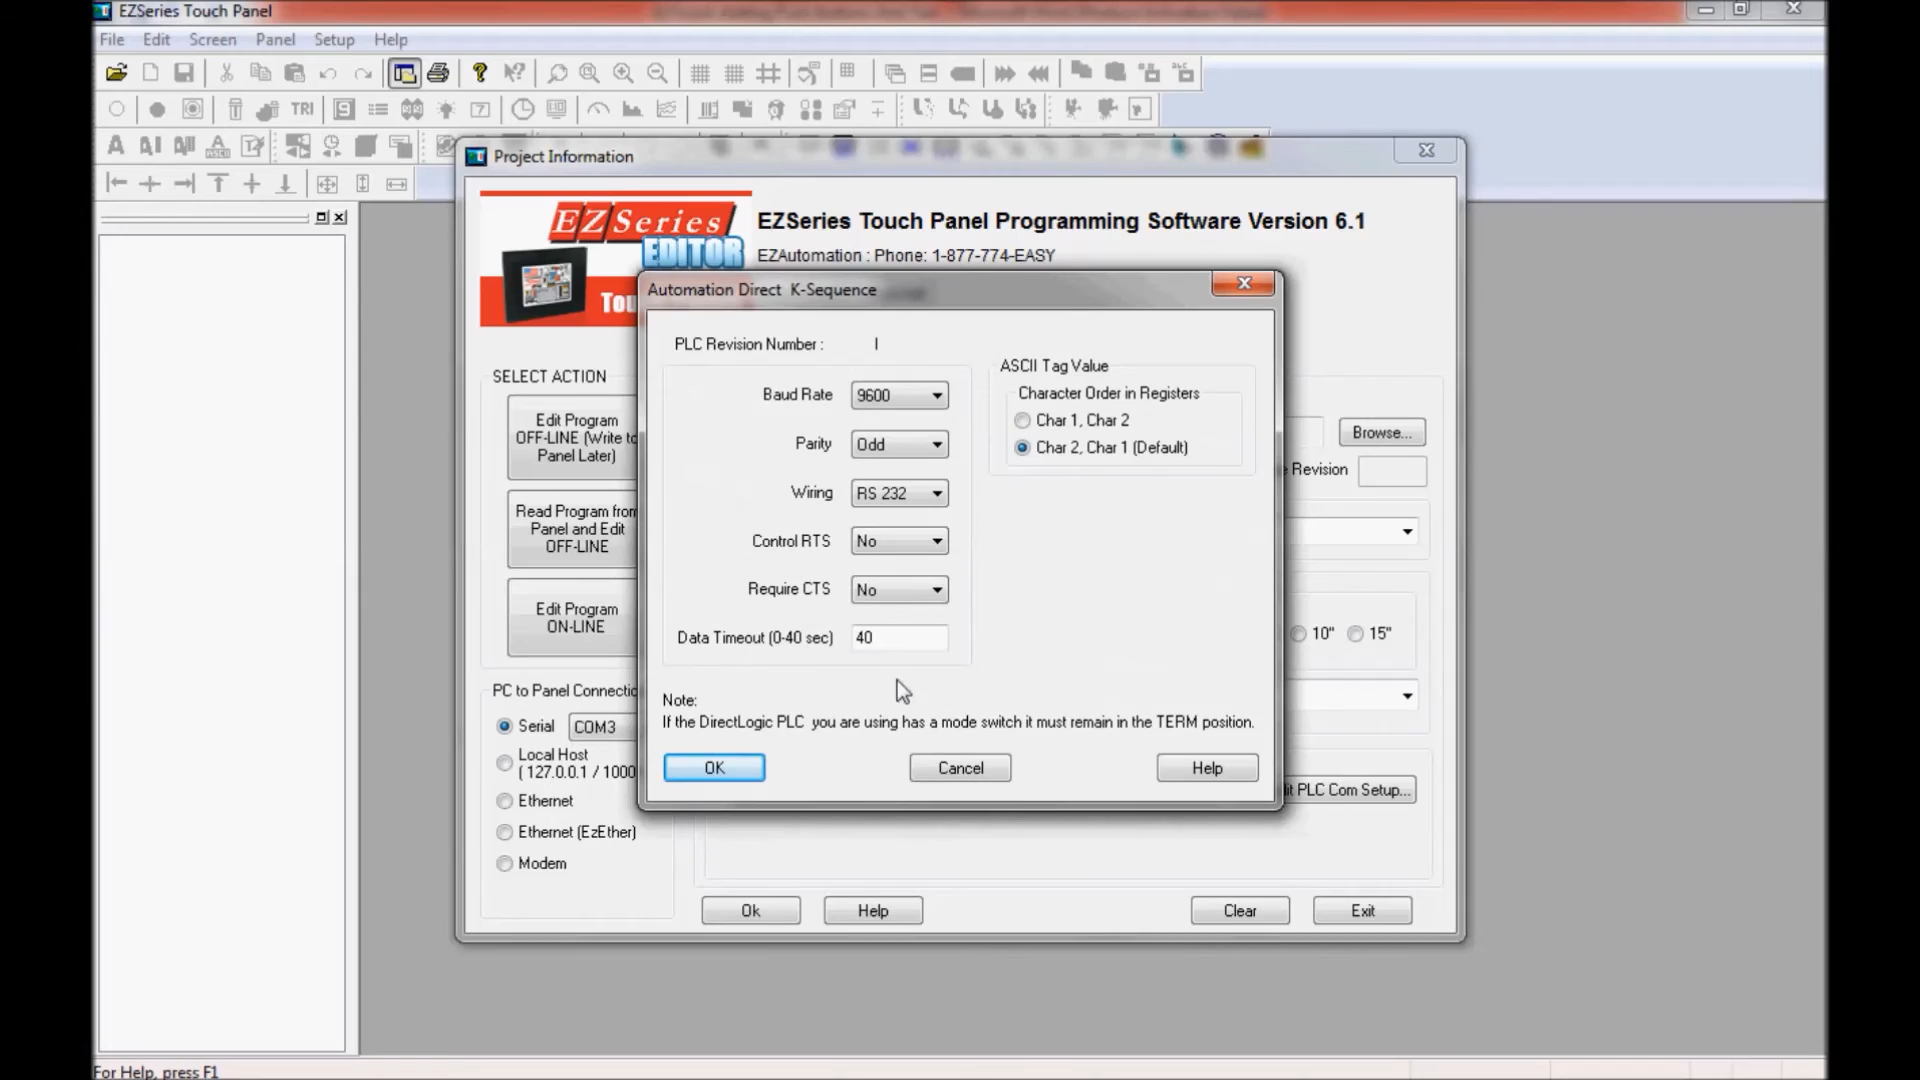 EZSeries Touch Panel
File Edit Screen Panel Setup Help
TRI
ASCII
Project Information
EZSeries
EDITOR
Tou
EZSeries Touch Panel Programming Software Version 6.1
EZAutomation : Phone: 1-877-774-EASY
Automation Direct K-Sequence
PLC Revision Number : I
Baud Rate 9600
Parity Odd
Wiring RS 232
Control RTS No
Require CTS No
Data Timeout (0-40 sec) 40
ASCII Tag Value
Character Order in Registers
Char 1, Char 2
Char 2, Char 1 (Default)
Note:
If the DirectLogic PLC you are using has a mode switch it must remain in the TERM position.
OK Cancel Help
SELECT ACTION
Edit Program
OFF-LINE (Write to
Panel Later)
Read Program from
Panel and Edit
OFF-LINE
Edit Program
ON-LINE
PC to Panel Connectio
Serial COM3
Local Host
( 127.0.0.1 / 1000
Ethernet
Ethernet (EzEther)
Modem
Browse...
e Revision
10" 15"
it PLC Com Setup...
Ok Help Clear Exit
For Help, press F1